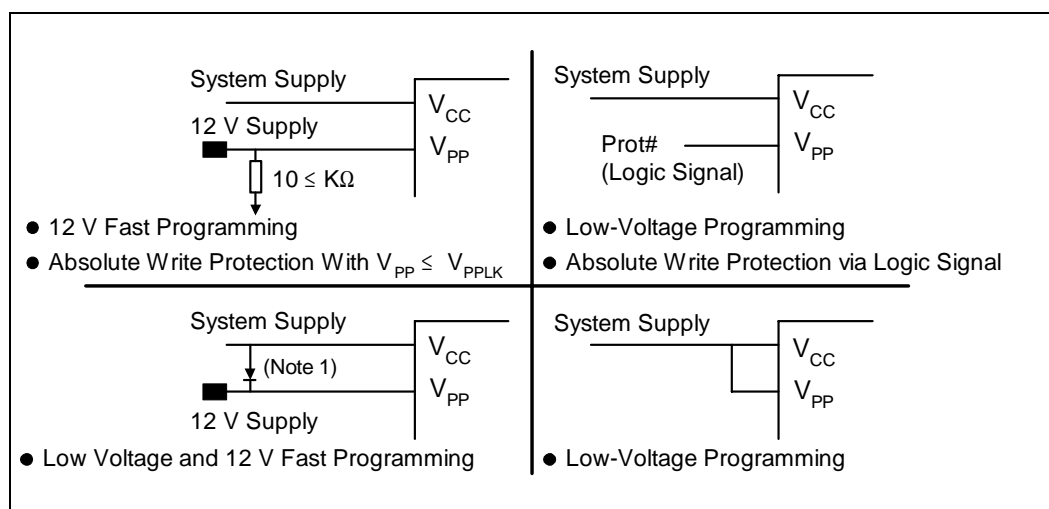 System Supply
V_CC
12 V Supply
V_PP
10 ≤ KΩ
● 12 V Fast Programming
● Absolute Write Protection With V_PP ≤ V_PPLK
System Supply
V_CC
Prot#
V_PP
(Logic Signal)
● Low-Voltage Programming
● Absolute Write Protection via Logic Signal
System Supply
V_CC
(Note 1)
V_PP
12 V Supply
● Low Voltage and 12 V Fast Programming
System Supply
V_CC
V_PP
● Low-Voltage Programming